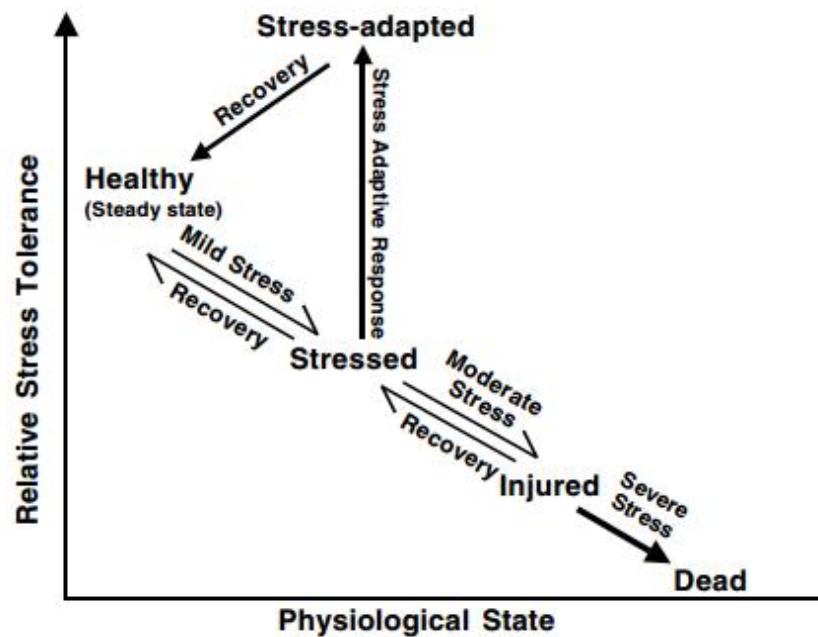 Stress-adapted
Recovery
Stress Adaptive Response
Healthy
(Steady state)
Mild Stress
Recovery
Stressed
Moderate
Stress
Recovery
Injured
Severe
Stress
Dead
Relative Stress Tolerance
Physiological State